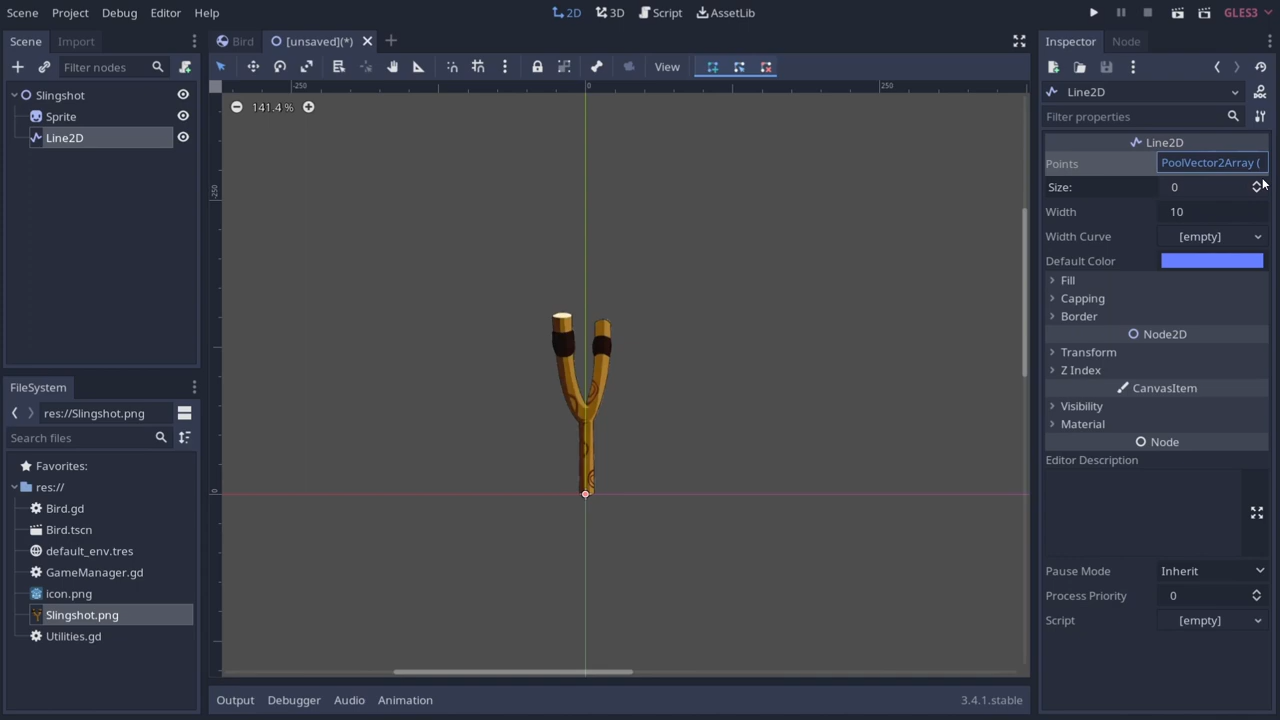 Scene Project Debug Editor Help 2D 3D Script AssetLib GLES3
Scene Import
Bird [unsaved](*)
Inspector Node
Filter nodes
View
Slingshot
Sprite
Line2D
-250 0 250
141.4 %
-250
0
Line2D
Filter properties
Line2D
Points PoolVector2Array (
Size: 0
Width 10
Width Curve [empty]
Default Color
Fill
Capping
Border
Node2D
Transform
Z Index
CanvasItem
Visibility
Material
Node
Editor Description
Pause Mode Inherit
Process Priority 0
Script [empty]
FileSystem
res://Slingshot.png
Search files
Favorites:
res://
Bird.gd
Bird.tscn
default_env.tres
GameManager.gd
icon.png
Slingshot.png
Utilities.gd
Output Debugger Audio Animation 3.4.1.stable